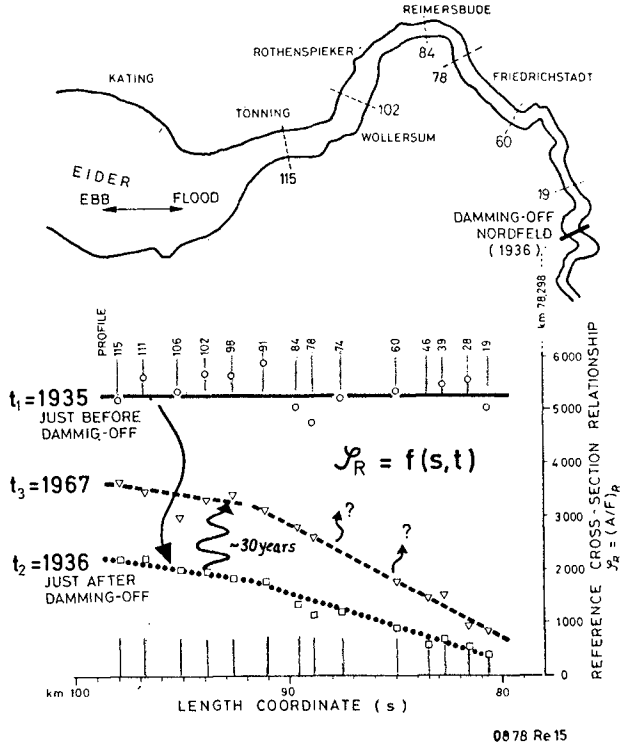 REIMERSBUDE
ROTHENSPIEKER
84
78
KATING
FRIEDRICHSTADT
TÖNNING
102
WOLLERSUM
60
115
EIDER
EBB FLOOD
19
DAMMING-OFF
NORDFELD
(1936)
km 78,298
PROFILE
115 111 106 102 98 91 84 78 74 60 46 39 28 19
6000
t1=1935
JUST BEFORE
DAMMIG-OFF
5000
4000
𝒮R = f(s,t)
t3=1967
3000
? ?
~30years
t2=1936
JUST AFTER
DAMMING-OFF
2000
1000
0
REFERENCE CROSS-SECTION RELATIONSHIP
𝒮R = (A/F)R
km 100 90 80
LENGTH COORDINATE (s)
0878 Re15